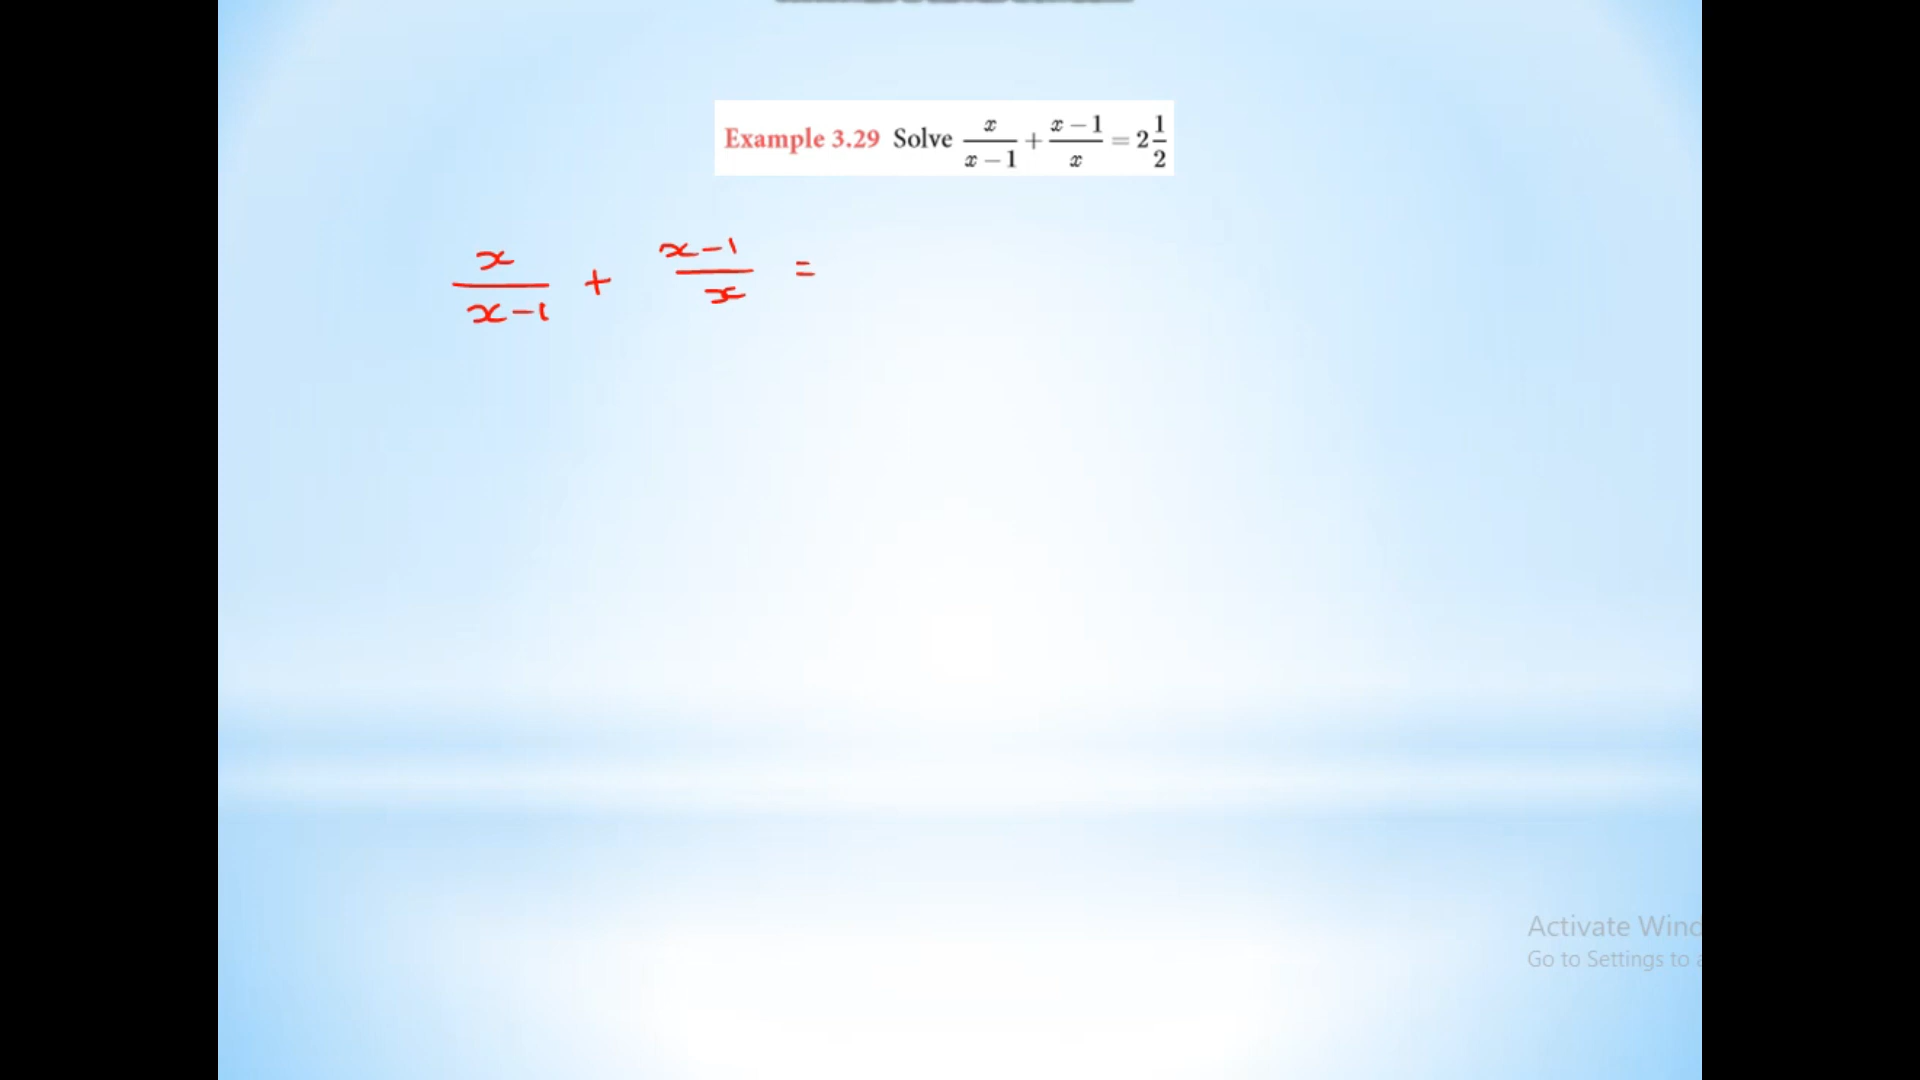 Example 3.29 Solve x/(x − 1) + (x − 1)/x = 2 1/2
x/(x−1) + (x−1)/x =
Activate Wind
Go to Settings to a